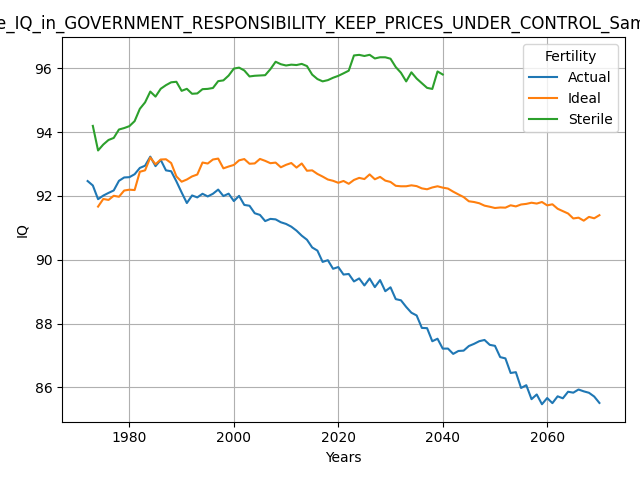 e_IQ_in_GOVERNMENT_RESPONSIBILITY_KEEP_PRICES_UNDER_CONTROL_Sam
Fertility
Actual
Ideal
Sterile
96
94
92
90
88
86
IQ
1980 2000 2020 2040 2060
Years